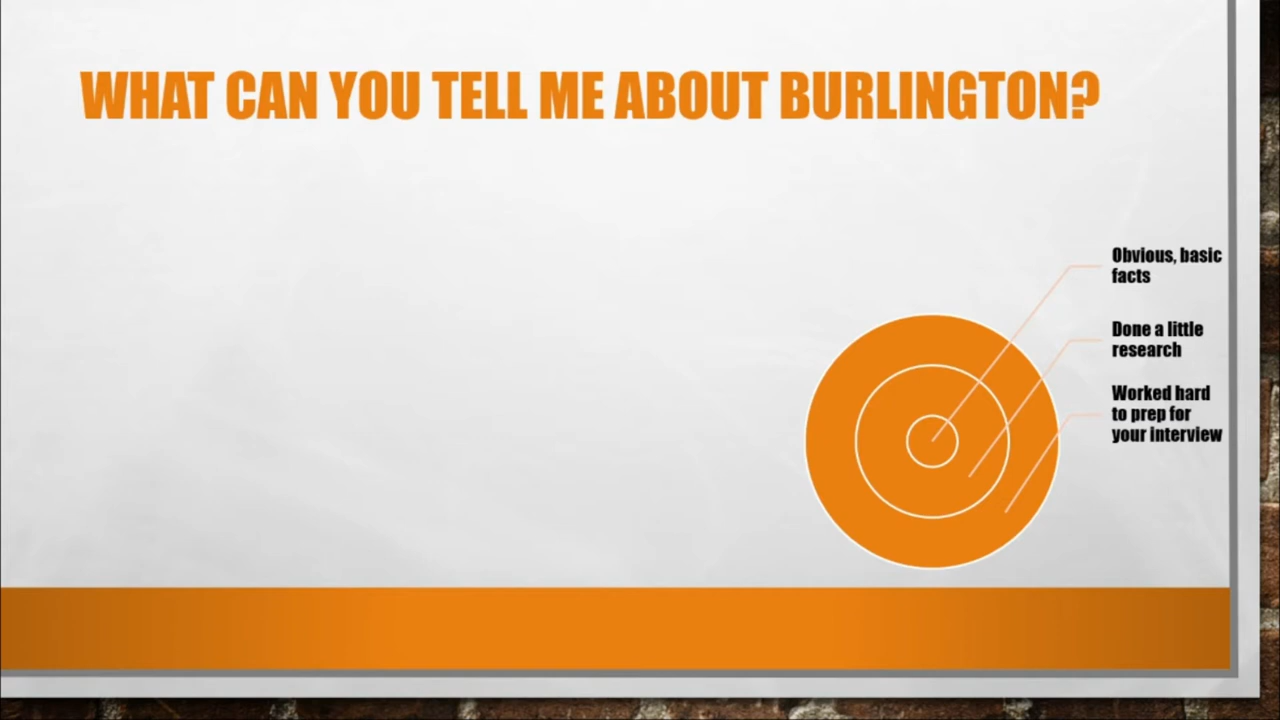 WHAT CAN YOU TELL ME ABOUT BURLINGTON?
Obvious, basic
facts
Done a little
research
Worked hard
to prep for
your interview